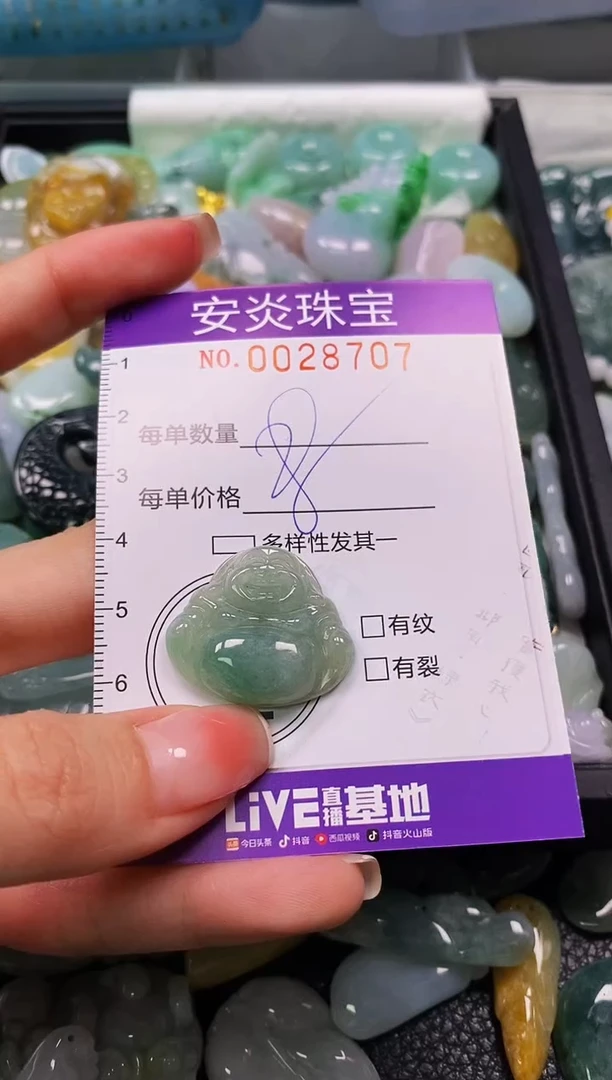 安炎珠宝
NO.0028707
0
1
2
每单数量
3
每单价格
4
多样性发其一
5
有纹
有裂
6
LiVE直播基地
今日头条 抖音 西瓜视频 抖音火山版